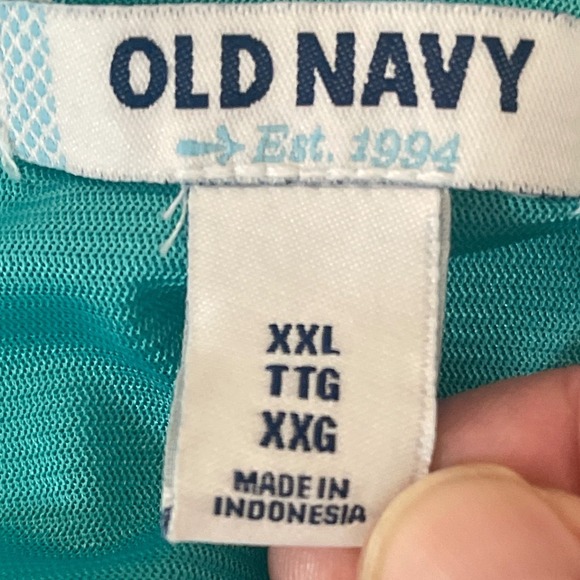 OLD NAVY
Est. 1994
XXL
TTG
XXG
MADE IN
INDONESIA